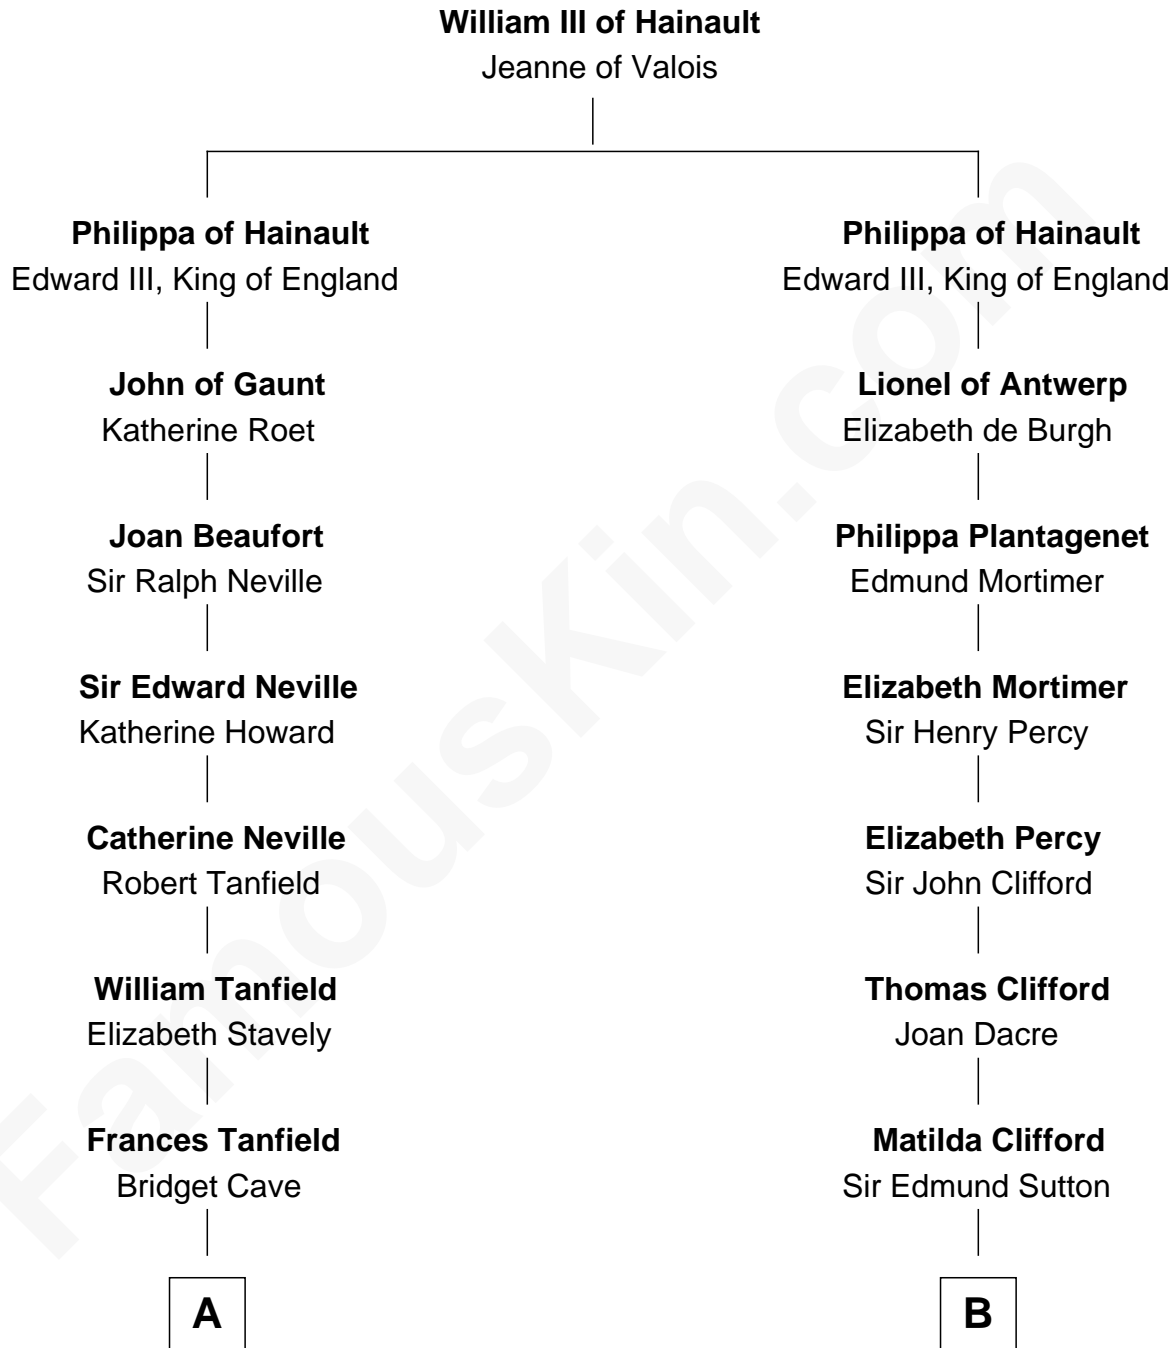 William III of Hainault
Jeanne of Valois
Philippa of Hainault
Edward III, King of England
John of Gaunt
Katherine Roet
Joan Beaufort
Sir Ralph Neville
Sir Edward Neville
Katherine Howard
Catherine Neville
Robert Tanfield
William Tanfield
Elizabeth Stavely
Frances Tanfield
Bridget Cave
A
Philippa of Hainault
Edward III, King of England
Lionel of Antwerp
Elizabeth de Burgh
Philippa Plantagenet
Edmund Mortimer
Elizabeth Mortimer
Sir Henry Percy
Elizabeth Percy
Sir John Clifford
Thomas Clifford
Joan Dacre
Matilda Clifford
Sir Edmund Sutton
B
FamousKin.com